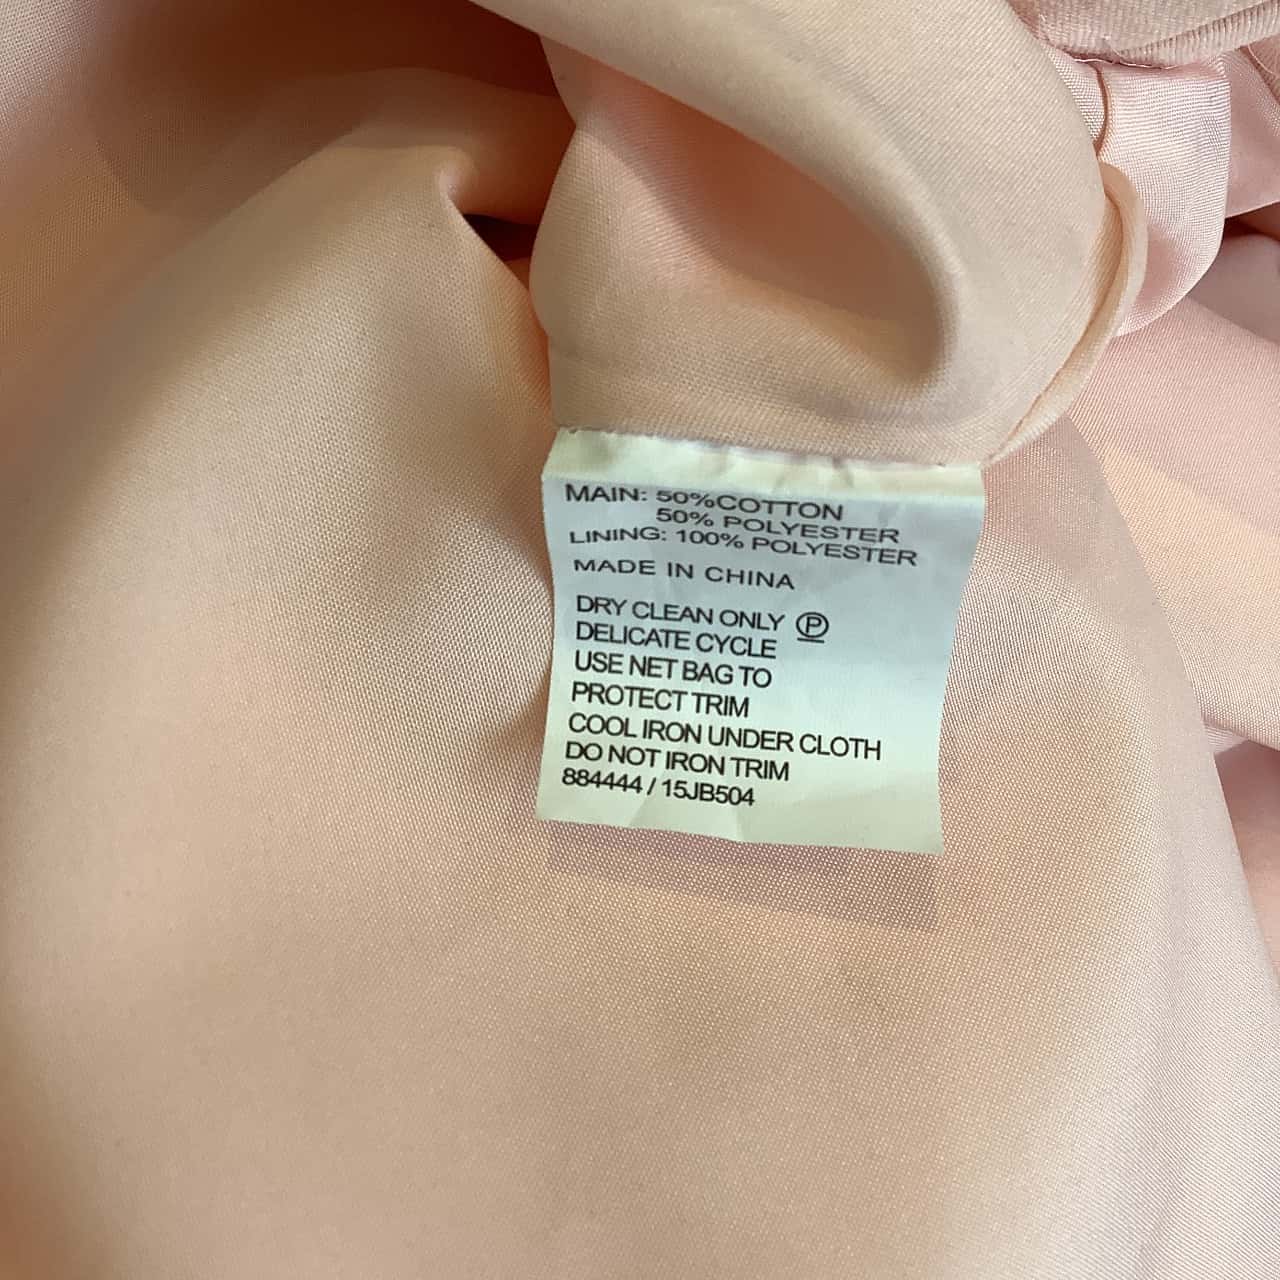 MAIN: 50%COTTON
50% POLYESTER
LINING: 100% POLYESTER
MADE IN CHINA
DRY CLEAN ONLY Ⓟ
DELICATE CYCLE
USE NET BAG TO
PROTECT TRIM
COOL IRON UNDER CLOTH
DO NOT IRON TRIM
884444 / 15JB504